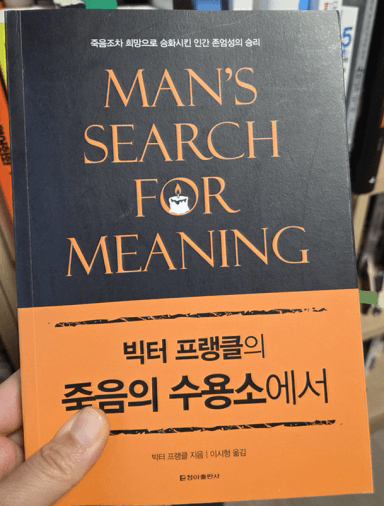 죽음조차 희망으로 승화시킨 인간 존엄성의 승리
MAN'S
SEARCH
FOR
MEANING
빅터 프랭클의
죽음의 수용소에서
빅터 프랭클 지음 | 이시형 옮김
청아출판사